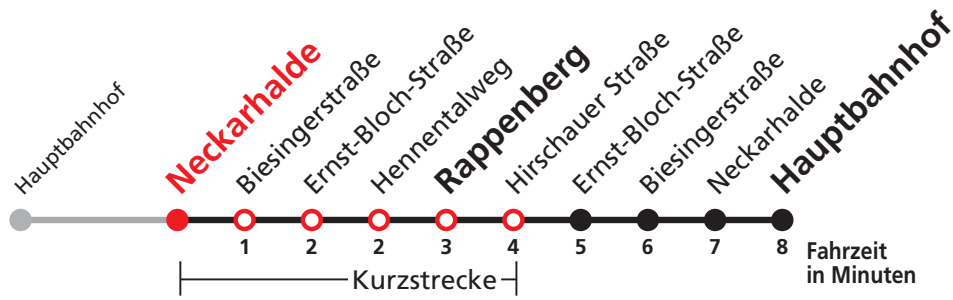 Hauptbahnhof
Neckarhalde
Biesingerstraße
Ernst-Bloch-Straße
Hennentalweg
Rappenberg
Hirschauer Straße
Ernst-Bloch-Straße
Biesingerstraße
Neckarhalde
Hauptbahnhof
1 2 2 3 4 5 6 7 8 Fahrzeit
in Minuten
Kurzstrecke